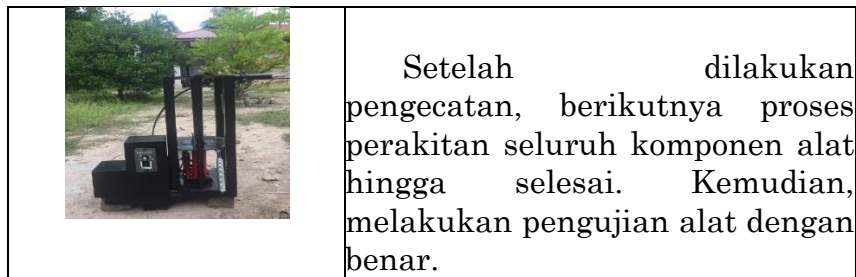 Setelah dilakukan
pengecatan, berikutnya proses
perakitan seluruh komponen alat
hingga selesai. Kemudian,
melakukan pengujian alat dengan
benar.